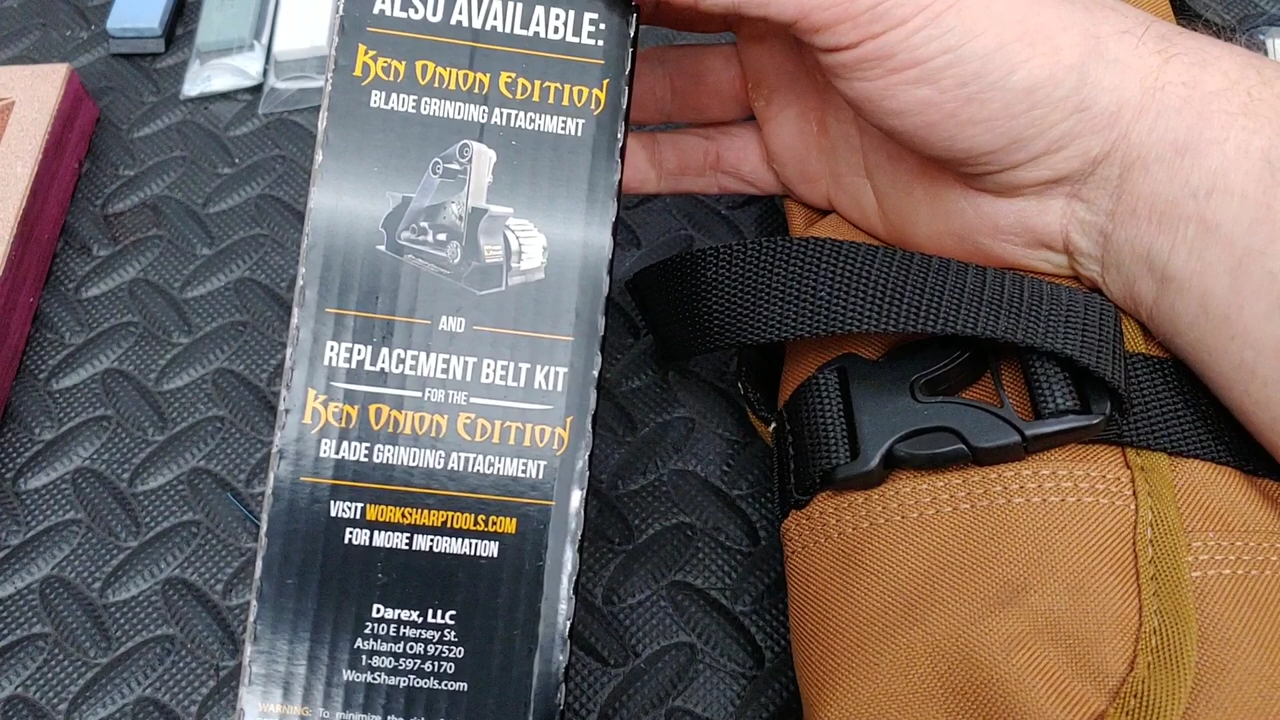 ALSO AVAILABLE:
KEN ONION EDITION
BLADE GRINDING ATTACHMENT
AND
REPLACEMENT BELT KIT
FOR THE
KEN ONION EDITION
BLADE GRINDING ATTACHMENT
VISIT WORKSHARPTOOLS.COM
FOR MORE INFORMATION
Darex, LLC
210 E Hersey St.
Ashland OR 97520
1-800-597-6170
WorkSharpTools.com
WARNING: To minimize the